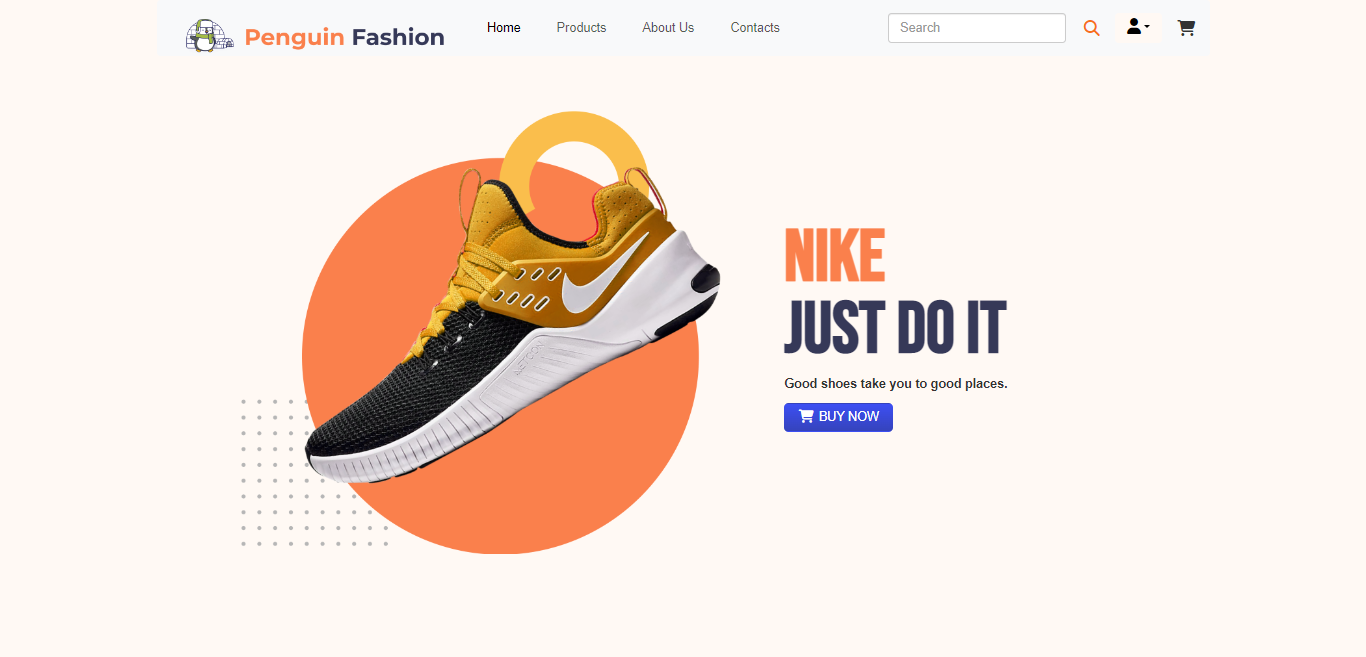 Penguin Fashion
Home
Products
About Us
Contacts
Search
NIKE
JUST DO IT
Good shoes take you to good places.
BUY NOW
METCON